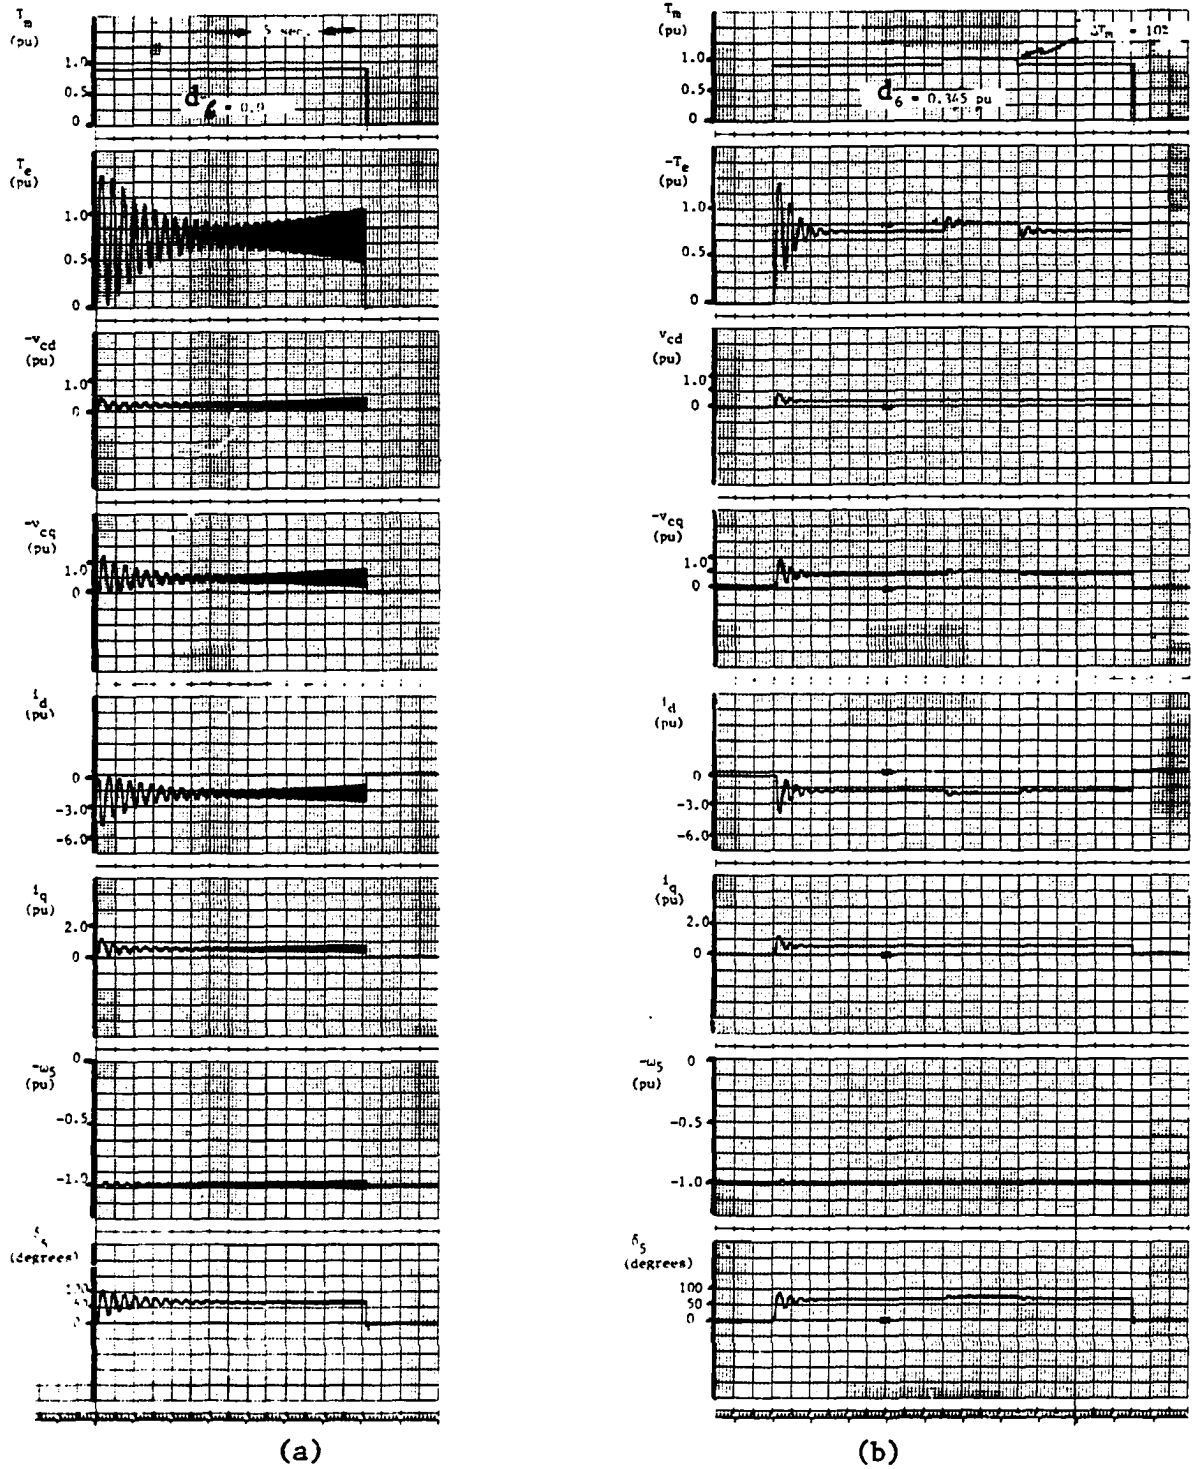 T_m
(pu)
1.0
0.5
0
5 sec.
d_6 = 0.0
T_e
(pu)
1.0
0.5
0
-v_cd
(pu)
1.0
0
-v_cq
(pu)
1.0
0
i_d
(pu)
0
-3.0
-6.0
i_q
(pu)
2.0
0
0
-ω_5
(pu)
-0.5
-1.0
δ_5
(degrees)
0
(a)
T_m
(pu)
1.0
0.5
0
ΔT_m = 10%
d_6 = 0.345 pu
-T_e
(pu)
1.0
0.5
0
v_cd
(pu)
1.0
0
-v_cq
(pu)
1.0
0
i_d
(pu)
0
-3.0
-6.0
i_q
(pu)
2.0
0
-ω_5
(pu)
0
-0.5
-1.0
δ_5
(degrees)
100
50
0
(b)